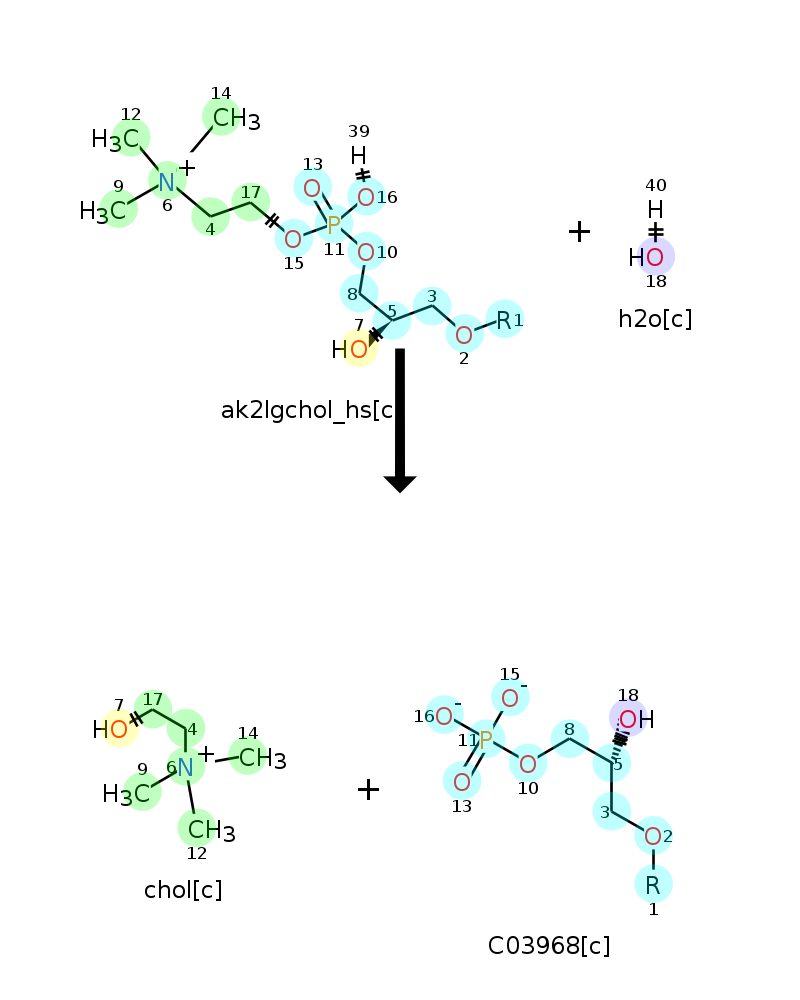 14
12
CH3
39
H3C
+
H
13
9
N
17
O
O 16
H3C
6
P
4
O
11
O 10
15
40
H
+
HO
18
h2o[c]
8
5
3
7
R 1
HO
O
2
ak2lgchol_hs[c
15
7
17
O-
18
16 O-
OH
HO
4
14
11 P
8
+
CH3
9
6 N
O
5
H3C
O
10
+
13
3
CH3
O 2
12
R
chol[c]
1
C03968[c]